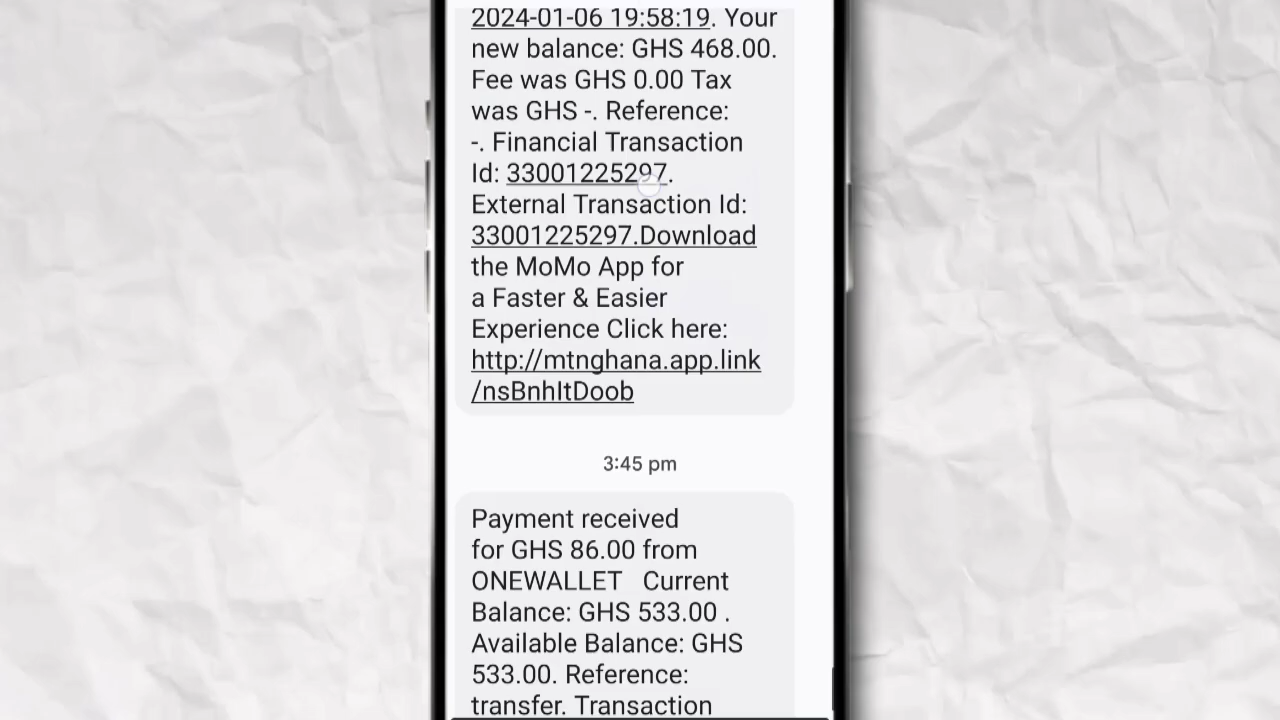 2024-01-06 19:58:19. Your
new balance: GHS 468.00.
Fee was GHS 0.00 Tax
was GHS -. Reference:
-. Financial Transaction
Id: 33001225297.
External Transaction Id:
33001225297.Download
the MoMo App for
a Faster & Easier
Experience Click here:
http://mtnghana.app.link
/nsBnhItDoob
3:45 pm
Payment received
for GHS 86.00 from
ONEWALLET Current
Balance: GHS 533.00 .
Available Balance: GHS
533.00. Reference:
transfer. Transaction